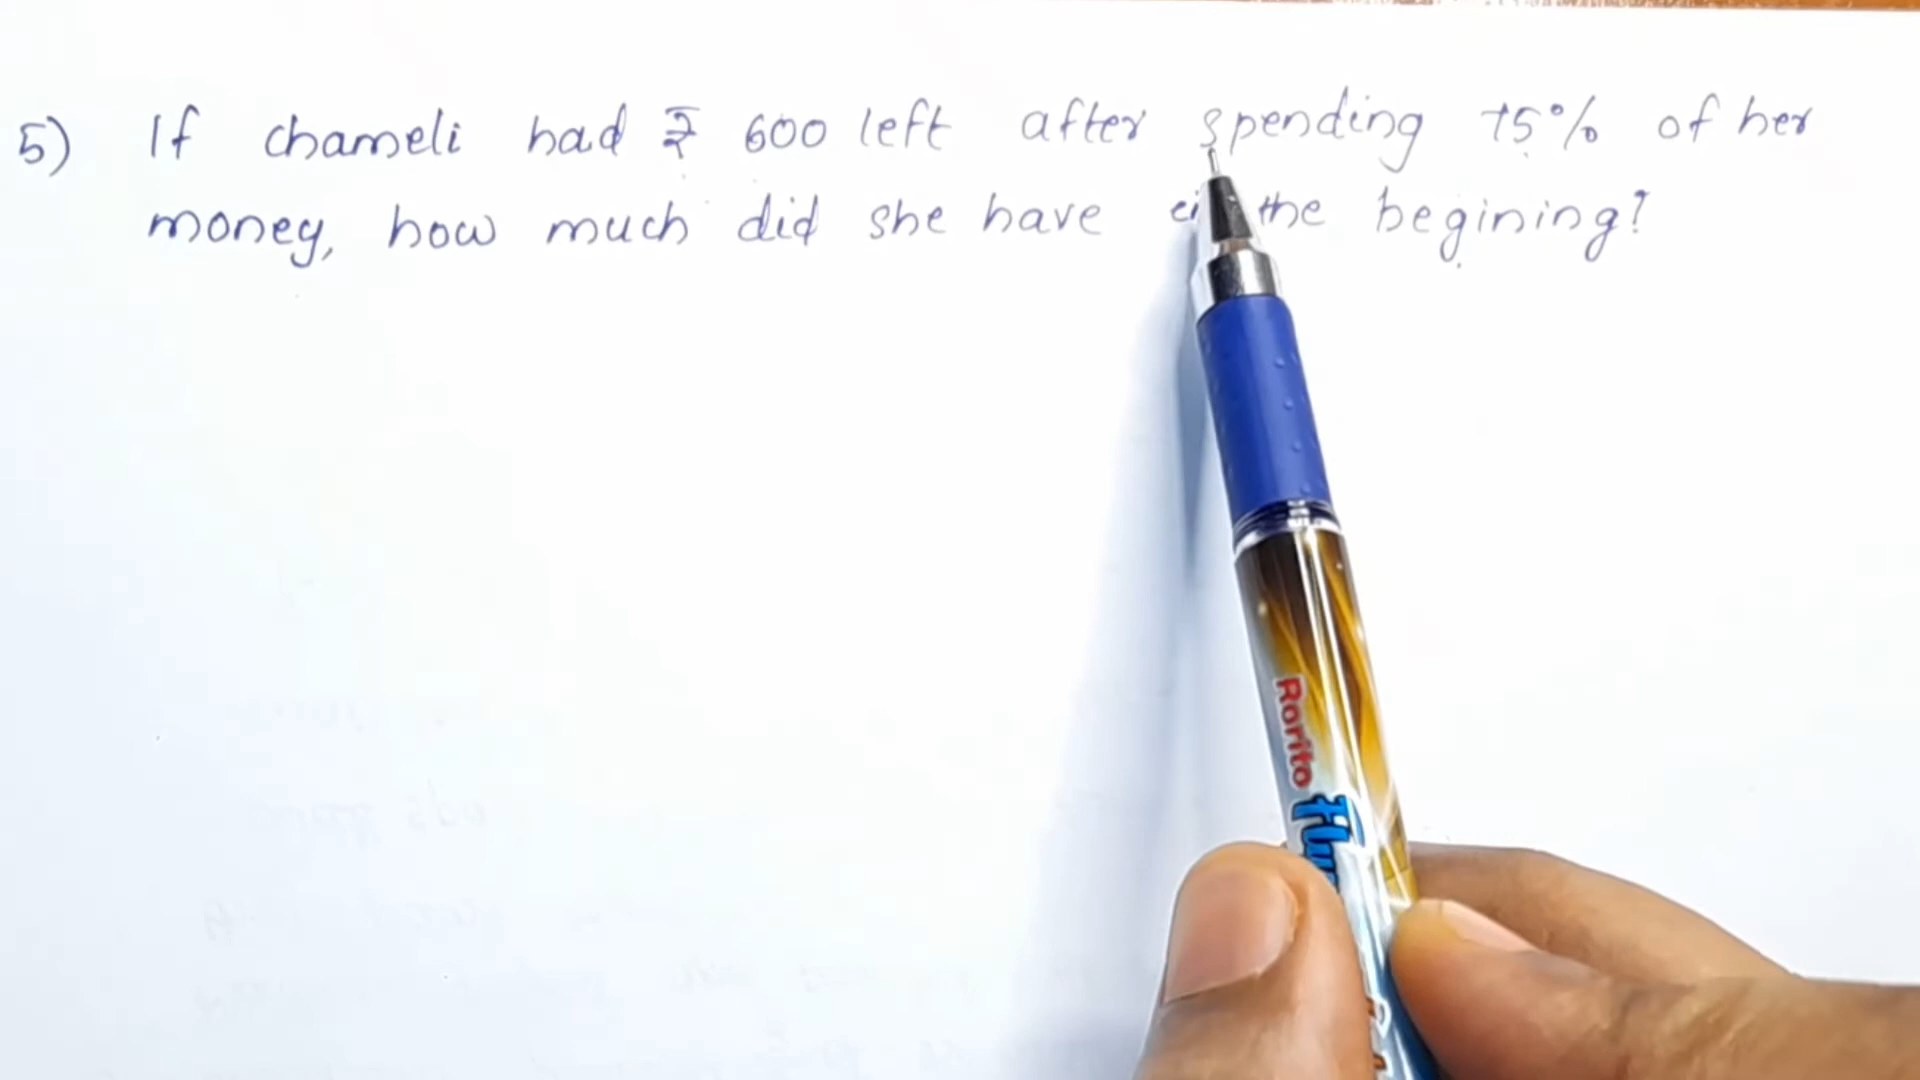 5) If chameli had ₹ 600 left after spending 75% of her
money, how much did she have the begining?
Rorito